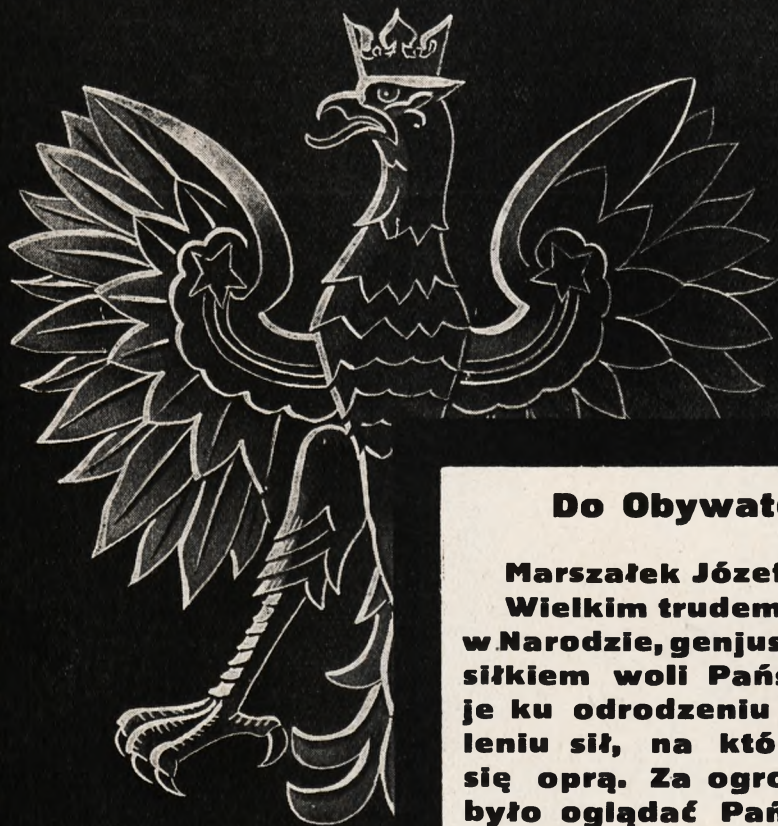 Do Obywat
Marszałek Józef
Wielkim trudem
w Narodzie, genjus
siłkiem woli Pańs
je ku odrodzeniu
leniu sił, na któ
się oprą. Za ogro
było oglądać Pań